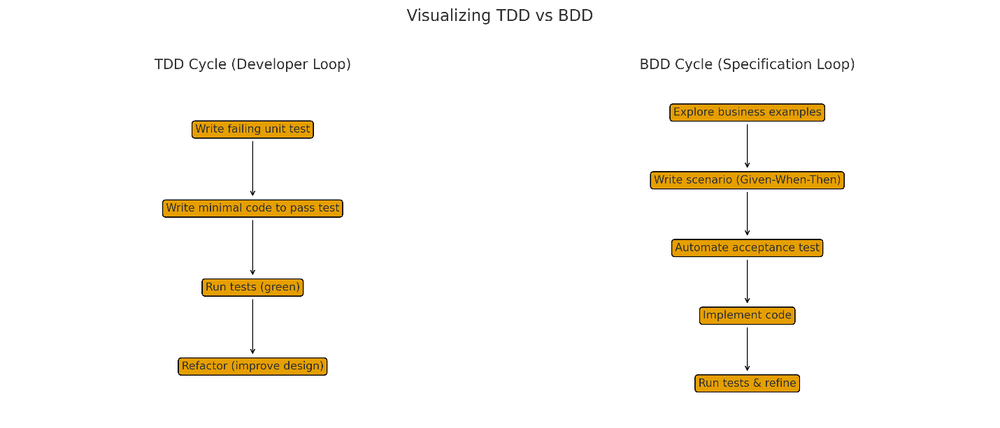 Visualizing TDD vs BDD
TDD Cycle (Developer Loop)
Write failing unit test
Write minimal code to pass test
Run tests (green)
Refactor (improve design)
BDD Cycle (Specification Loop)
Explore business examples
Write scenario (Given-When-Then)
Automate acceptance test
Implement code
Run tests & refine